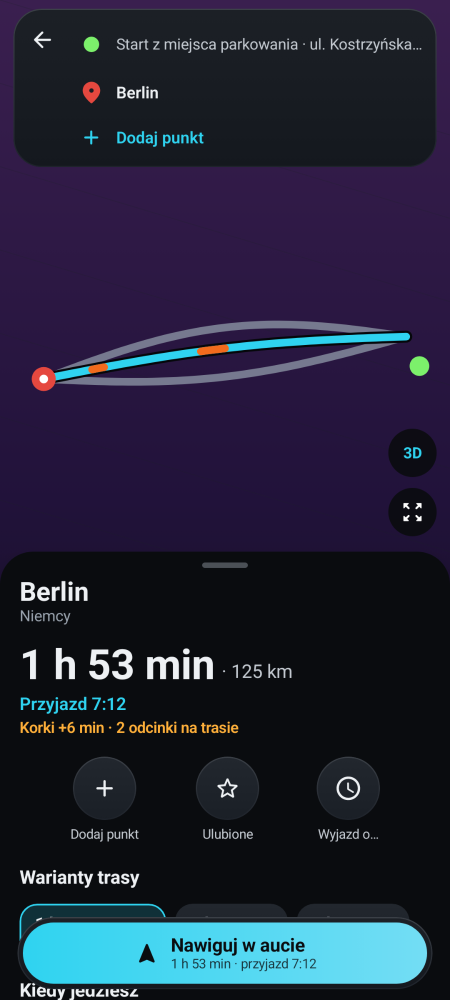 Start z miejsca parkowania · ul. Kostrzyńska…
Berlin
Dodaj punkt
3D
Berlin
Niemcy
1 h 53 min · 125 km
Przyjazd 7:12
Korki +6 min · 2 odcinki na trasie
Dodaj punkt
Ulubione
Wyjazd o…
Warianty trasy
Nawiguj w aucie
1 h 53 min · przyjazd 7:12
Kiedy jedziesz